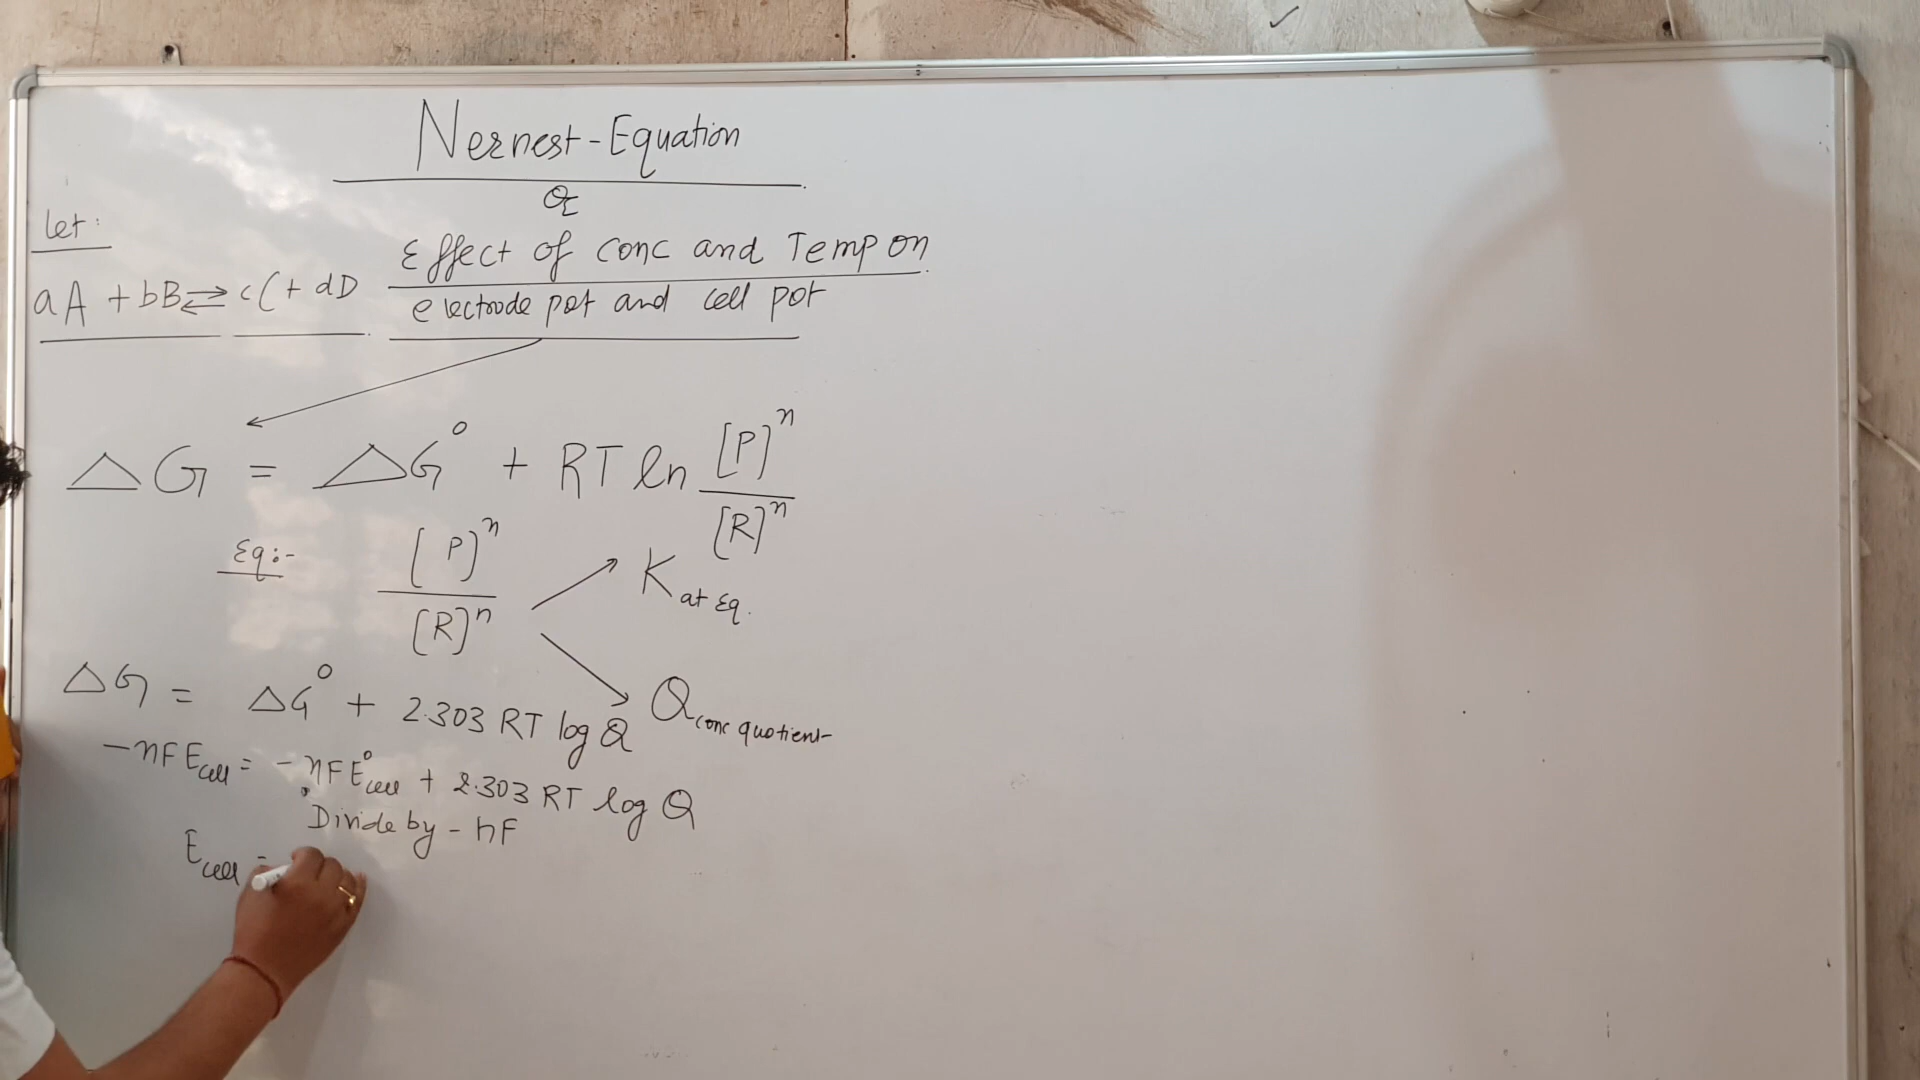 Nernest-Equation
Or
let:
Effect of conc and Temp on
aA + bB ⇌ cC + dD
electrode pot and cell pot
ΔG = ΔG° + RT ln [P]ⁿ / [R]ⁿ
Eq:- [P]ⁿ / [R]ⁿ
K at Eq.
Q conc quotient
ΔG = ΔG° + 2.303 RT log Q
-nFEcell = -nFE°cell + 2.303 RT log Q
Divide by -nF
Ecell =